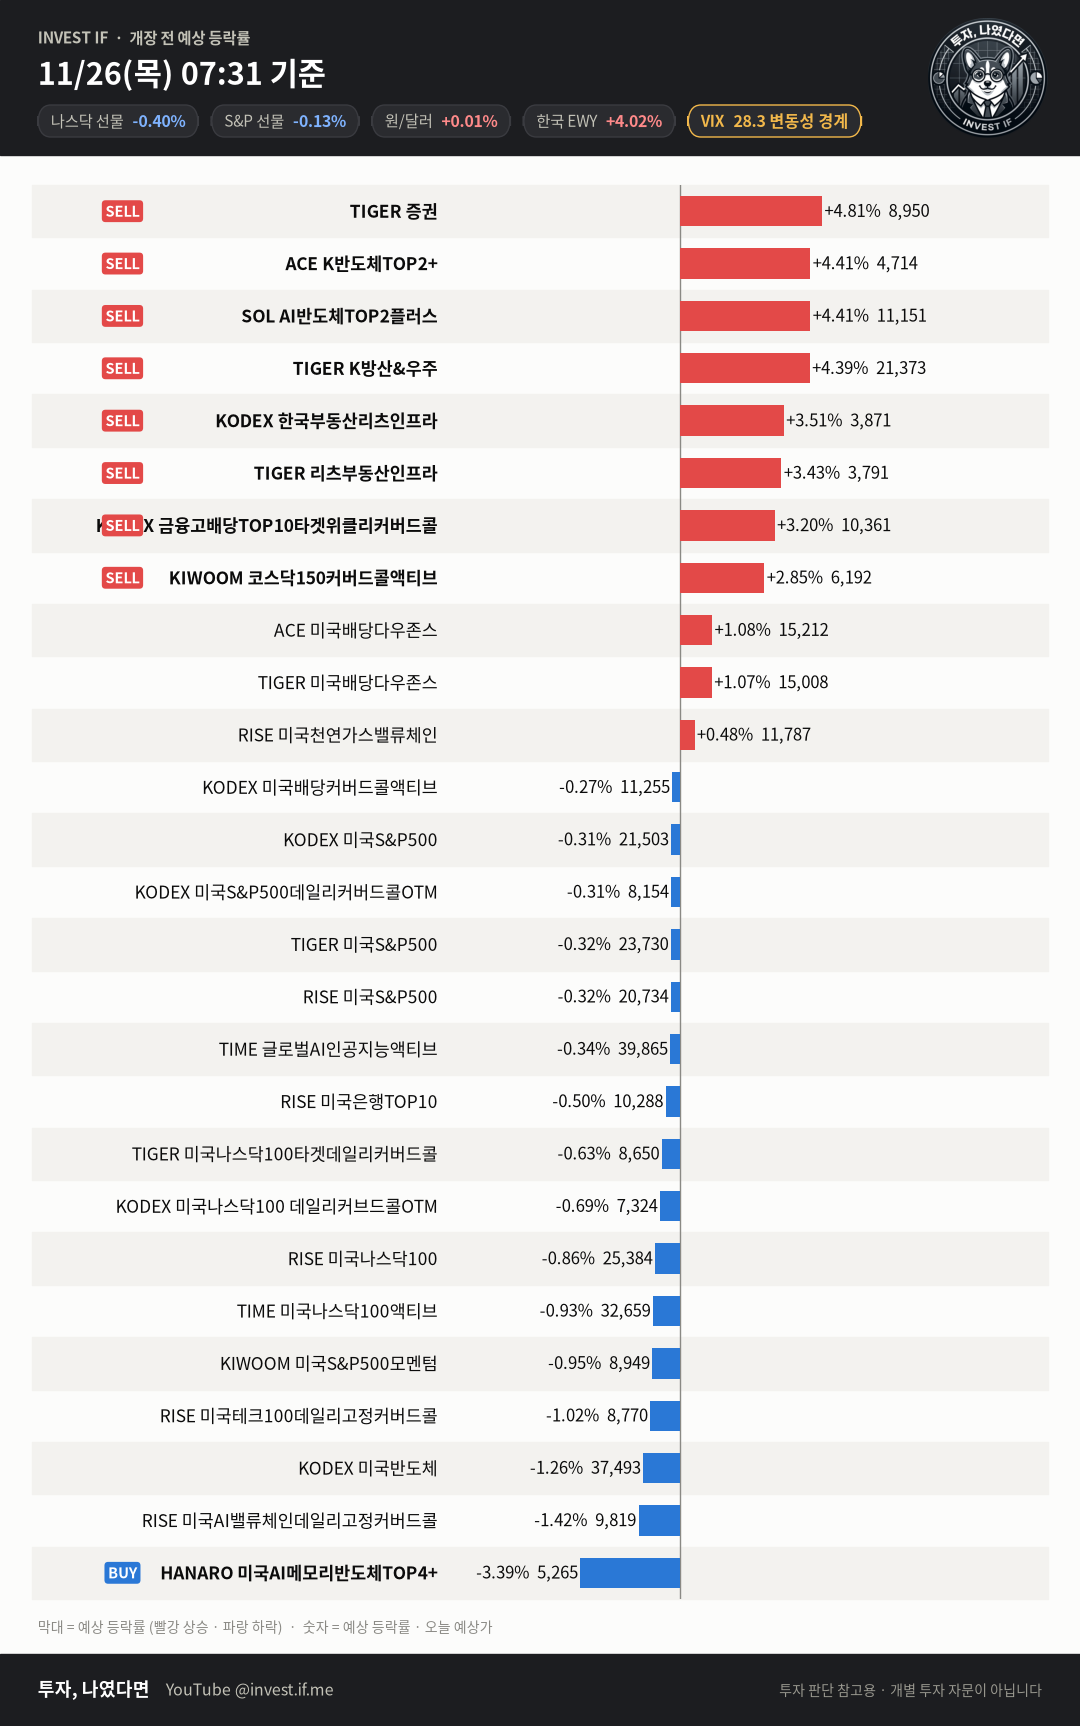 INVEST IF · 개장 전 예상 등락률
11/26(목) 07:31 기준
나스닥 선물 -0.40% S&P 선물 -0.13% 원/달러 +0.01% 한국 EWY +4.02% VIX 28.3 변동성 경계
투자, 나였다면
INVEST IF
SELL TIGER 증권 +4.81% 8,950
SELL ACE K반도체TOP2+ +4.41% 4,714
SELL SOL AI반도체TOP2플러스 +4.41% 11,151
SELL TIGER K방산&우주 +4.39% 21,373
SELL KODEX 한국부동산리츠인프라 +3.51% 3,871
SELL TIGER 리츠부동산인프라 +3.43% 3,791
SELL X 금융고배당TOP10타겟위클리커버드콜 +3.20% 10,361
SELL KIWOOM 코스닥150커버드콜액티브 +2.85% 6,192
ACE 미국배당다우존스 +1.08% 15,212
TIGER 미국배당다우존스 +1.07% 15,008
RISE 미국천연가스밸류체인 +0.48% 11,787
KODEX 미국배당커버드콜액티브 -0.27% 11,255
KODEX 미국S&P500 -0.31% 21,503
KODEX 미국S&P500데일리커버드콜OTM -0.31% 8,154
TIGER 미국S&P500 -0.32% 23,730
RISE 미국S&P500 -0.32% 20,734
TIME 글로벌AI인공지능액티브 -0.34% 39,865
RISE 미국은행TOP10 -0.50% 10,288
TIGER 미국나스닥100타겟데일리커버드콜 -0.63% 8,650
KODEX 미국나스닥100 데일리커브드콜OTM -0.69% 7,324
RISE 미국나스닥100 -0.86% 25,384
TIME 미국나스닥100액티브 -0.93% 32,659
KIWOOM 미국S&P500모멘텀 -0.95% 8,949
RISE 미국테크100데일리고정커버드콜 -1.02% 8,770
KODEX 미국반도체 -1.26% 37,493
RISE 미국AI밸류체인데일리고정커버드콜 -1.42% 9,819
BUY HANARO 미국AI메모리반도체TOP4+ -3.39% 5,265
막대 = 예상 등락률 (빨강 상승 · 파랑 하락) · 숫자 = 예상 등락률 · 오늘 예상가
투자, 나였다면 YouTube @invest.if.me 투자 판단 참고용 · 개별 투자 자문이 아닙니다